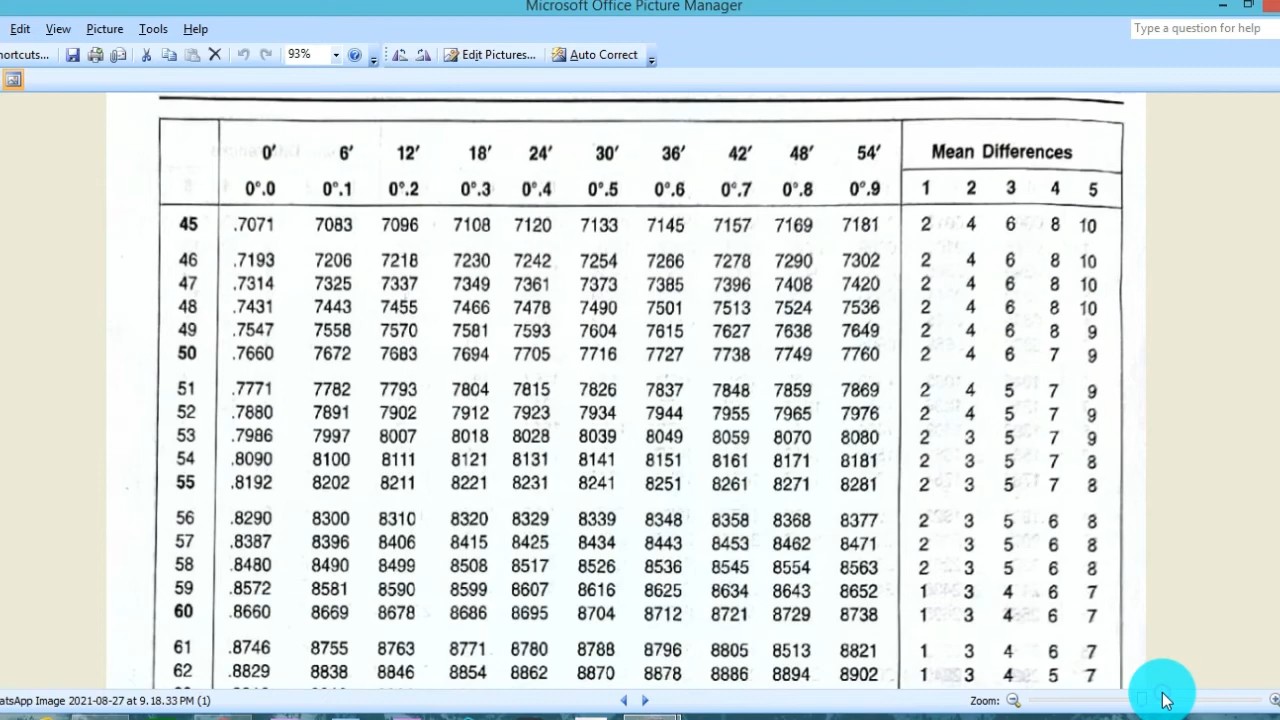 Microsoft Office Picture Manager
Edit View Picture Tools Help
Type a question for help
93% Edit Pictures... Auto Correct
0′ 6′ 12′ 18′ 24′ 30′ 36′ 42′ 48′ 54′ Mean Differences
0°.0 0°.1 0°.2 0°.3 0°.4 0°.5 0°.6 0°.7 0°.8 0°.9 1 2 3 4 5
45 .7071 7083 7096 7108 7120 7133 7145 7157 7169 7181 2 4 6 8 10
46 .7193 7206 7218 7230 7242 7254 7266 7278 7290 7302 2 4 6 8 10
47 .7314 7325 7337 7349 7361 7373 7385 7396 7408 7420 2 4 6 8 10
48 .7431 7443 7455 7466 7478 7490 7501 7513 7524 7536 2 4 6 8 10
49 .7547 7558 7570 7581 7593 7604 7615 7627 7638 7649 2 4 6 8 9
50 .7660 7672 7683 7694 7705 7716 7727 7738 7749 7760 2 4 6 7 9
51 .7771 7782 7793 7804 7815 7826 7837 7848 7859 7869 2 4 5 7 9
52 .7880 7891 7902 7912 7923 7934 7944 7955 7965 7976 2 4 5 7 9
53 .7986 7997 8007 8018 8028 8039 8049 8059 8070 8080 2 3 5 7 9
54 .8090 8100 8111 8121 8131 8141 8151 8161 8171 8181 2 3 5 7 8
55 .8192 8202 8211 8221 8231 8241 8251 8261 8271 8281 2 3 5 7 8
56 .8290 8300 8310 8320 8329 8339 8348 8358 8368 8377 2 3 5 6 8
57 .8387 8396 8406 8415 8425 8434 8443 8453 8462 8471 2 3 5 6 8
58 .8480 8490 8499 8508 8517 8526 8536 8545 8554 8563 2 3 5 6 8
59 .8572 8581 8590 8599 8607 8616 8625 8634 8643 8652 1 3 4 6 7
60 .8660 8669 8678 8686 8695 8704 8712 8721 8729 8738 1 3 4 6 7
61 .8746 8755 8763 8771 8780 8788 8796 8805 8513 8821 1 3 4 6 7
62 .8829 8838 8846 8854 8862 8870 8878 8886 8894 8902 1 3 4 5 7
atsApp Image 2021-08-27 at 9.18.33 PM (1) Zoom: